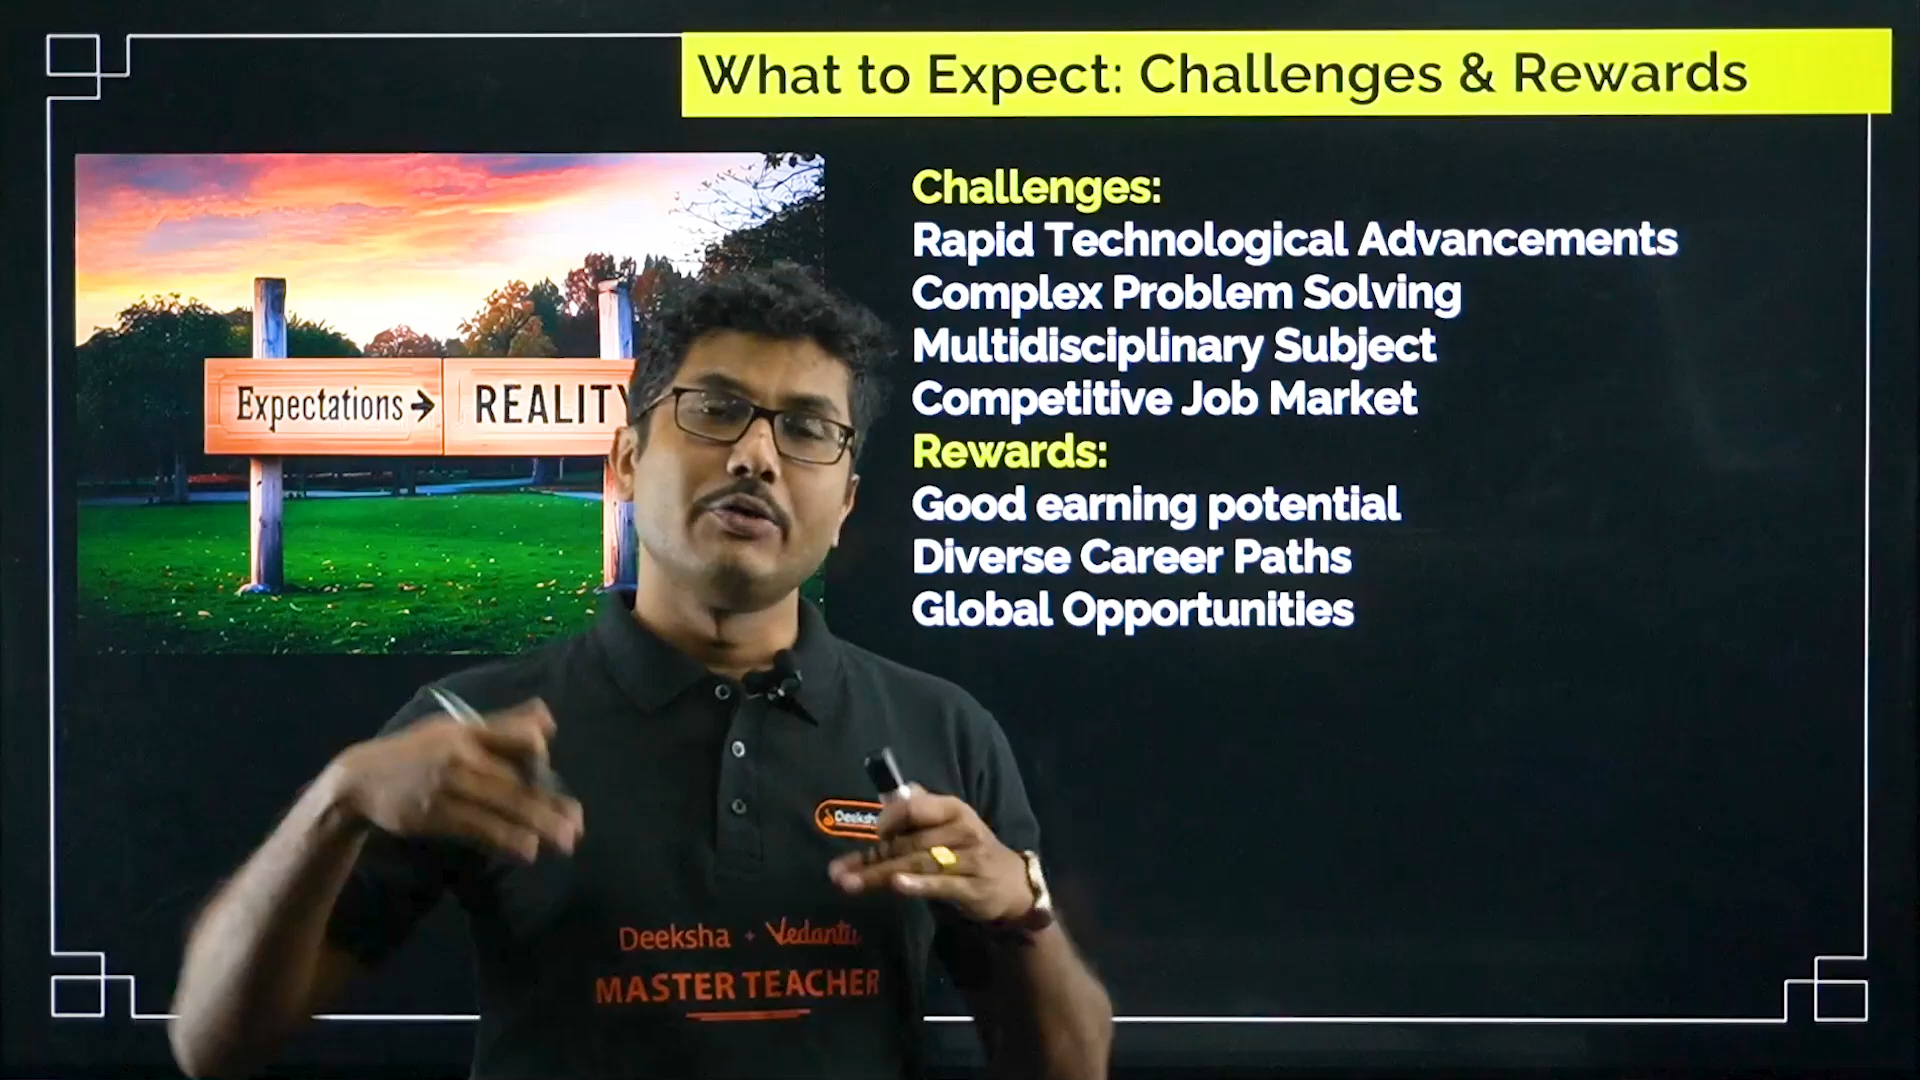 What to Expect: Challenges & Rewards
Expectations→
REALITY
Challenges:
Rapid Technological Advancements
Complex Problem Solving
Multidisciplinary Subject
Competitive Job Market
Rewards:
Good earning potential
Diverse Career Paths
Global Opportunities
Deeksha
Deeksha + Vedantu
MASTER TEACHER